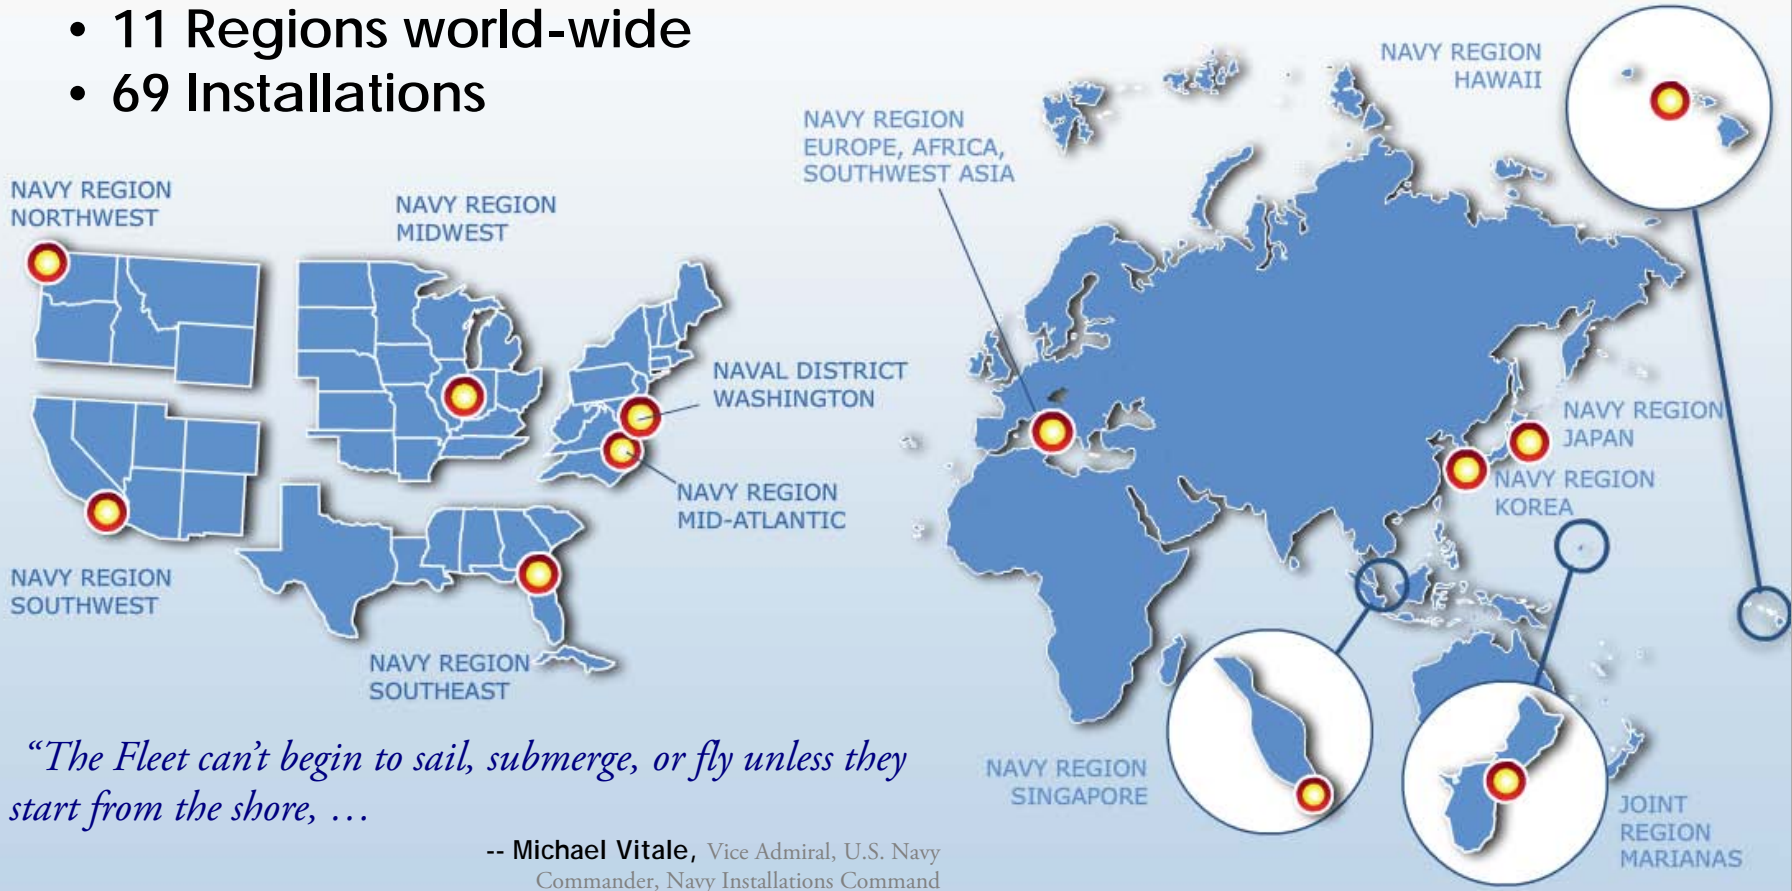 • 11 Regions world-wide
• 69 Installations
NAVY REGION
NORTHWEST
NAVY REGION
MIDWEST
NAVAL DISTRICT
WASHINGTON
NAVY REGION
MID-ATLANTIC
NAVY REGION
SOUTHWEST
NAVY REGION
SOUTHEAST
NAVY REGION
EUROPE, AFRICA,
SOUTHWEST ASIA
NAVY REGION
HAWAII
NAVY REGION
JAPAN
NAVY REGION
KOREA
NAVY REGION
SINGAPORE
JOINT
REGION
MARIANAS
“The Fleet can’t begin to sail, submerge, or fly unless they
start from the shore, …
-- Michael Vitale, Vice Admiral, U.S. Navy
Commander, Navy Installations Command